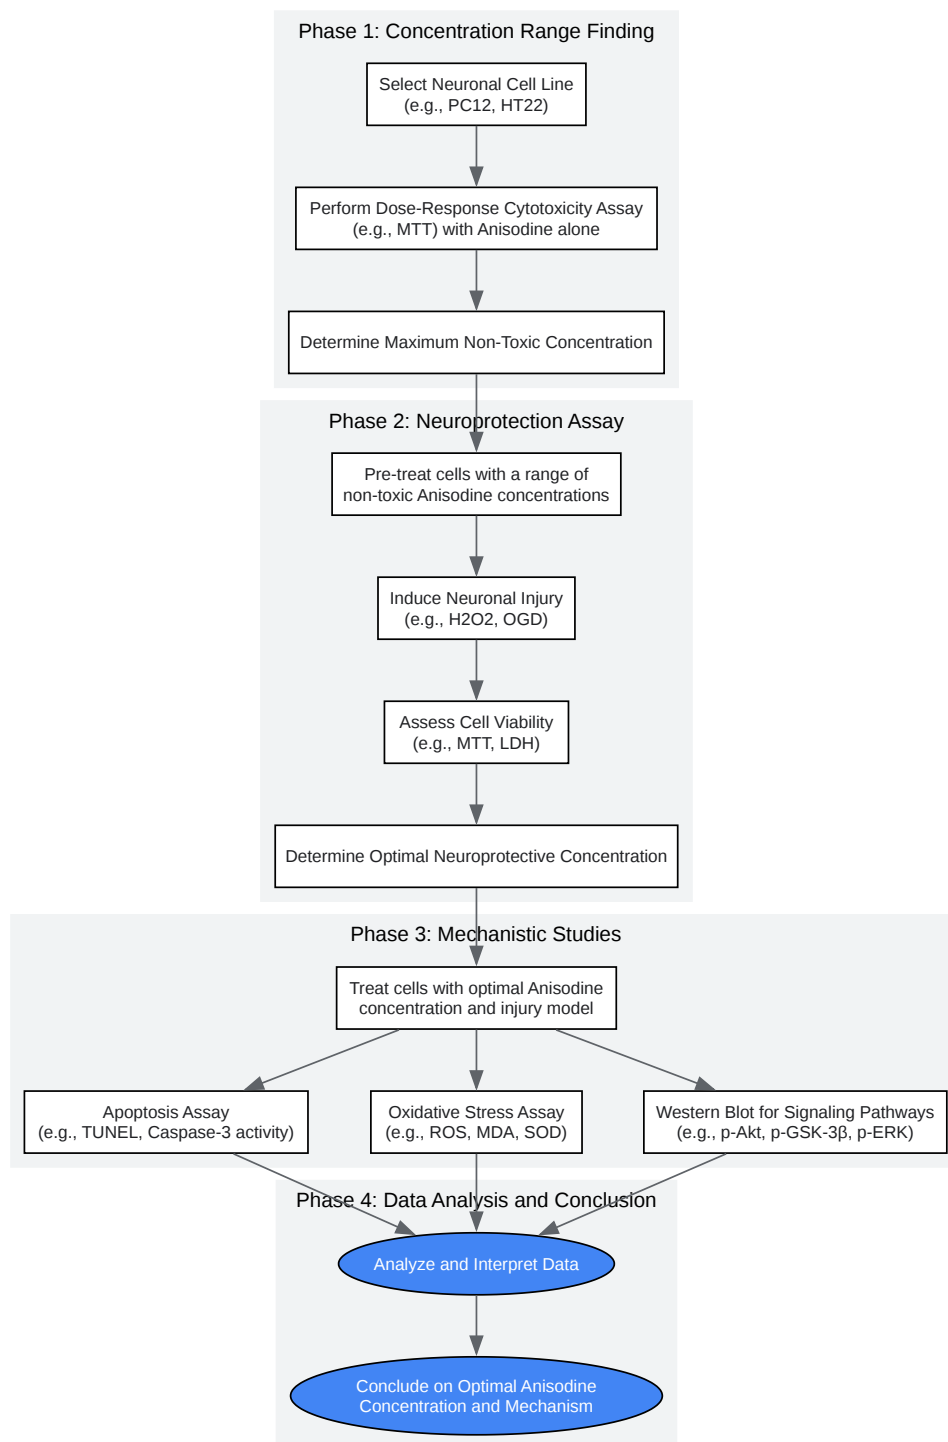 Phase 1: Concentration Range Finding
Select Neuronal Cell Line
(e.g., PC12, HT22)
Perform Dose-Response Cytotoxicity Assay
(e.g., MTT) with Anisodine alone
Determine Maximum Non-Toxic Concentration
Phase 2: Neuroprotection Assay
Pre-treat cells with a range of
non-toxic Anisodine concentrations
Induce Neuronal Injury
(e.g., H2O2, OGD)
Assess Cell Viability
(e.g., MTT, LDH)
Determine Optimal Neuroprotective Concentration
Phase 3: Mechanistic Studies
Treat cells with optimal Anisodine
concentration and injury model
Apoptosis Assay
(e.g., TUNEL, Caspase-3 activity)
Oxidative Stress Assay
(e.g., ROS, MDA, SOD)
Western Blot for Signaling Pathways
(e.g., p-Akt, p-GSK-3β, p-ERK)
Phase 4: Data Analysis and Conclusion
Analyze and Interpret Data
Conclude on Optimal Anisodine
Concentration and Mechanism